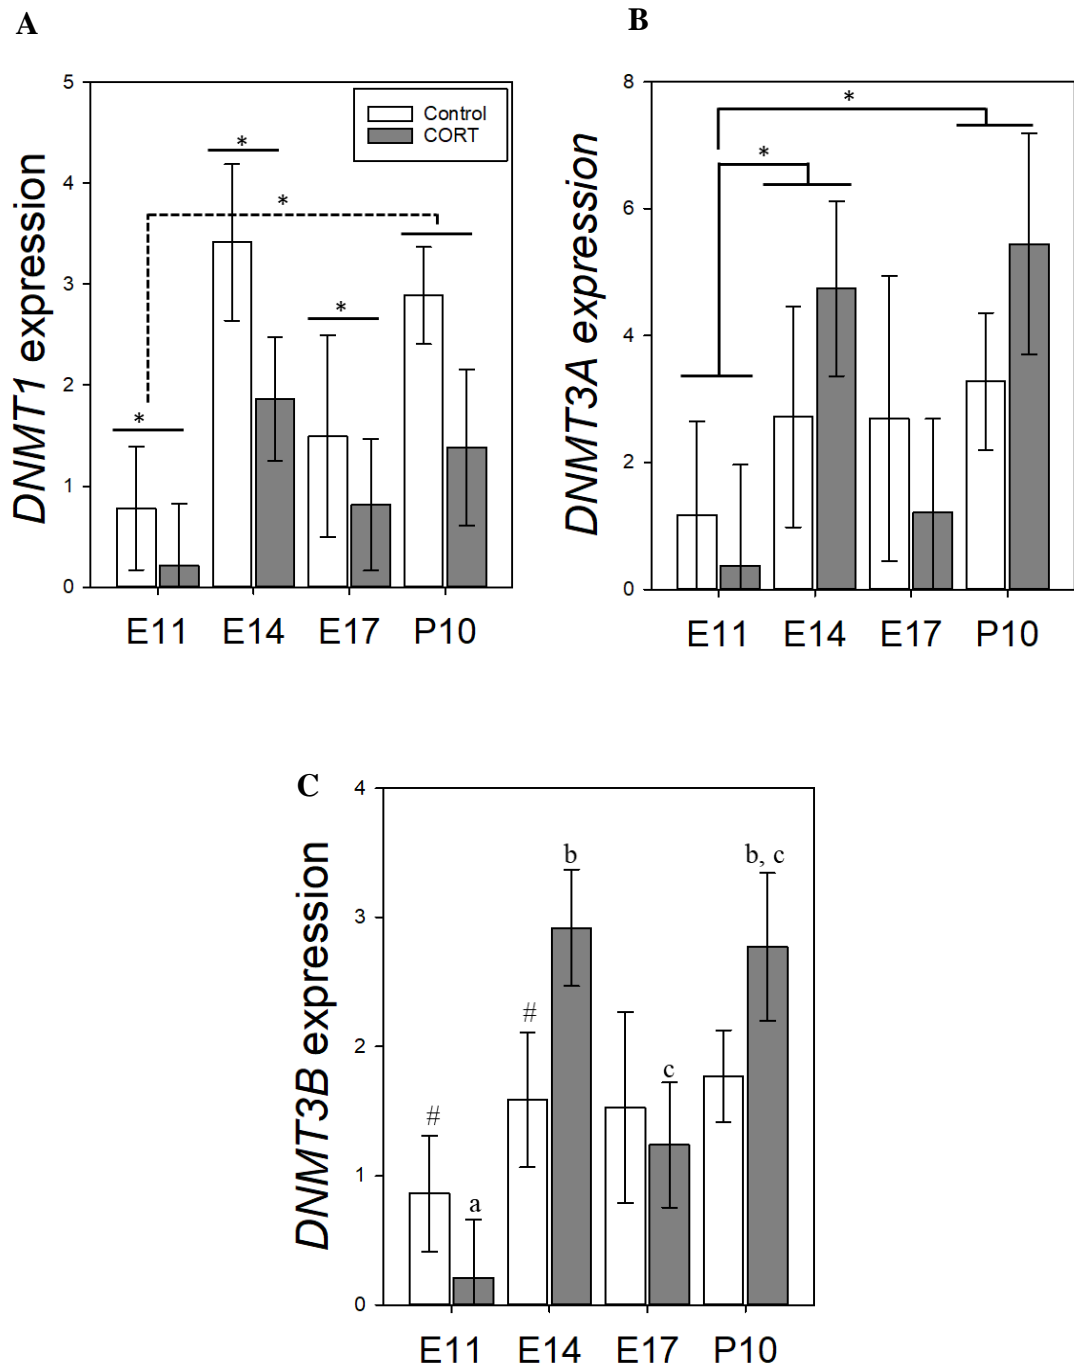 A
B
5
4
3
2
1
0
DNMT1 expression
Control
CORT
*
*
*
*
E11 E14 E17 P10
8
6
4
2
0
DNMT3A expression
*
*
E11 E14 E17 P10
C
4
3
2
1
0
DNMT3B expression
b
b, c
#
c
#
a
E11 E14 E17 P10